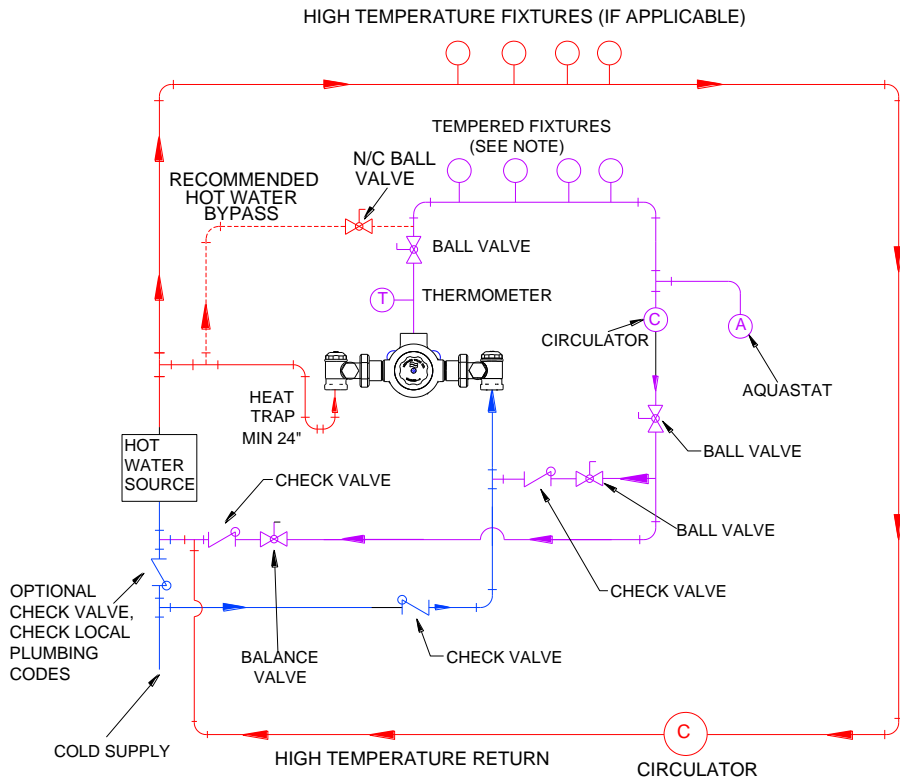 HIGH TEMPERATURE FIXTURES (IF APPLICABLE)
TEMPERED FIXTURES
(SEE NOTE)
N/C BALL
VALVE
RECOMMENDED
HOT WATER
BYPASS
BALL VALVE
T
THERMOMETER
C
CIRCULATOR
A
AQUASTAT
HEAT
TRAP
MIN 24"
HOT
WATER
SOURCE
BALL VALVE
CHECK VALVE
BALL VALVE
CHECK VALVE
OPTIONAL
CHECK VALVE,
CHECK LOCAL
PLUMBING
CODES
BALANCE
VALVE
CHECK VALVE
COLD SUPPLY
HIGH TEMPERATURE RETURN
C
CIRCULATOR